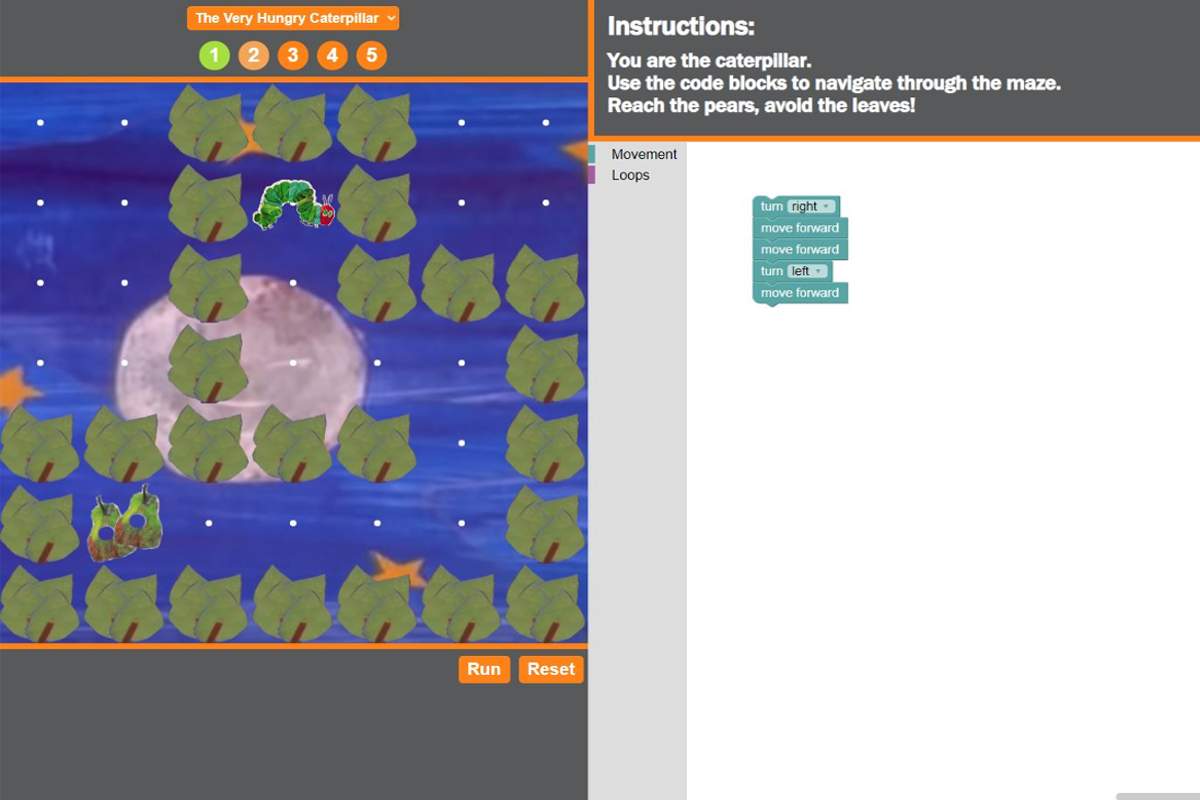 The Very Hungry Caterpillar
1 2 3 4 5
Instructions:
You are the caterpillar.
Use the code blocks to navigate through the maze.
Reach the pears, avoid the leaves!
Movement
Loops
turn right
move forward
move forward
turn left
move forward
Run Reset